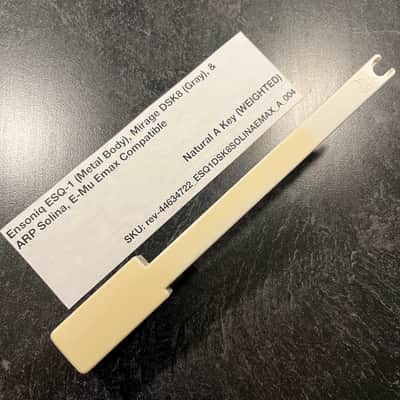 Ensoniq ESQ-1 (Metal Body), Mirage DSK8 (Gray), &
ARP Solina, E-Mu Emax Compatible
Natural A Key (WEIGHTED)
SKU: rev-44634722_ESQ1DSK8SOLINAEMAX_A_004